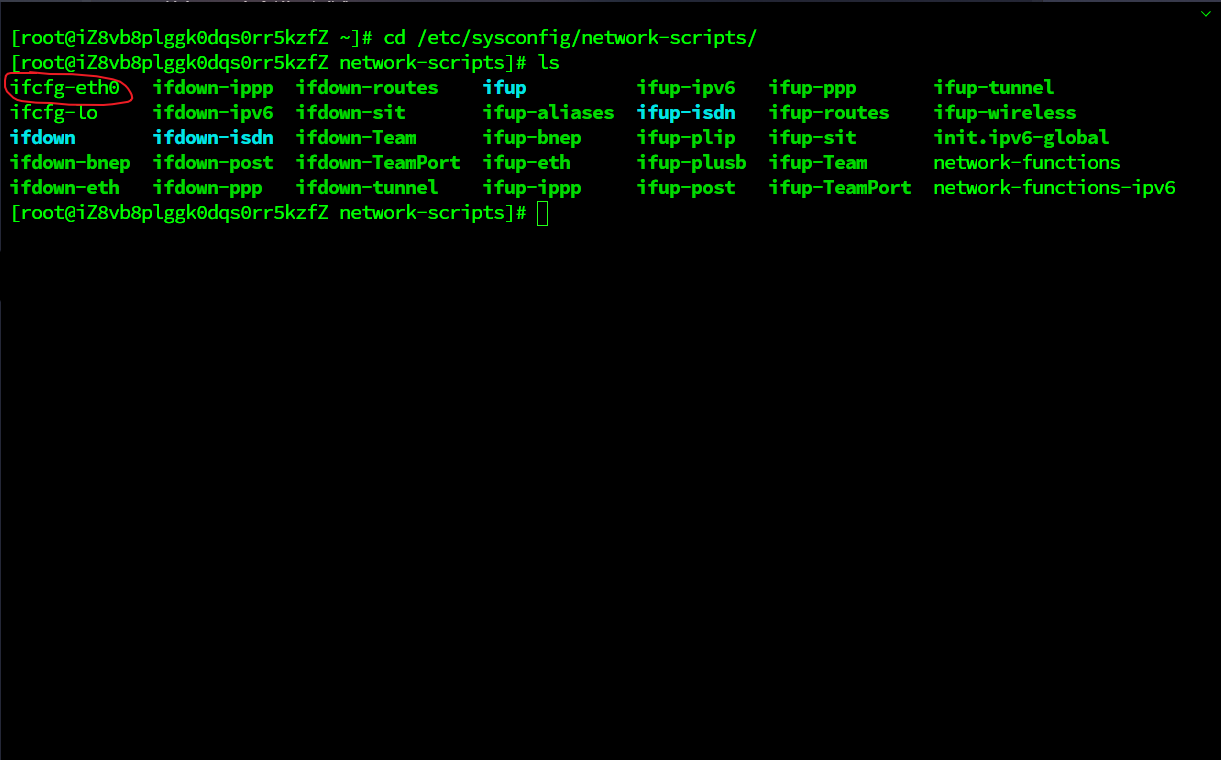 [root@iZ8vb8plggk0dqs0rr5kzfZ ~]# cd /etc/sysconfig/network-scripts/
[root@iZ8vb8plggk0dqs0rr5kzfZ network-scripts]# ls
ifcfg-eth0   ifdown-ippp  ifdown-routes    ifup          ifup-ipv6   ifup-ppp       ifup-tunnel
ifcfg-lo     ifdown-ipv6  ifdown-sit       ifup-aliases  ifup-isdn   ifup-routes    ifup-wireless
ifdown       ifdown-isdn  ifdown-Team      ifup-bnep     ifup-plip   ifup-sit       init.ipv6-global
ifdown-bnep  ifdown-post  ifdown-TeamPort  ifup-eth      ifup-plusb  ifup-Team      network-functions
ifdown-eth   ifdown-ppp   ifdown-tunnel    ifup-ippp     ifup-post   ifup-TeamPort  network-functions-ipv6
[root@iZ8vb8plggk0dqs0rr5kzfZ network-scripts]#